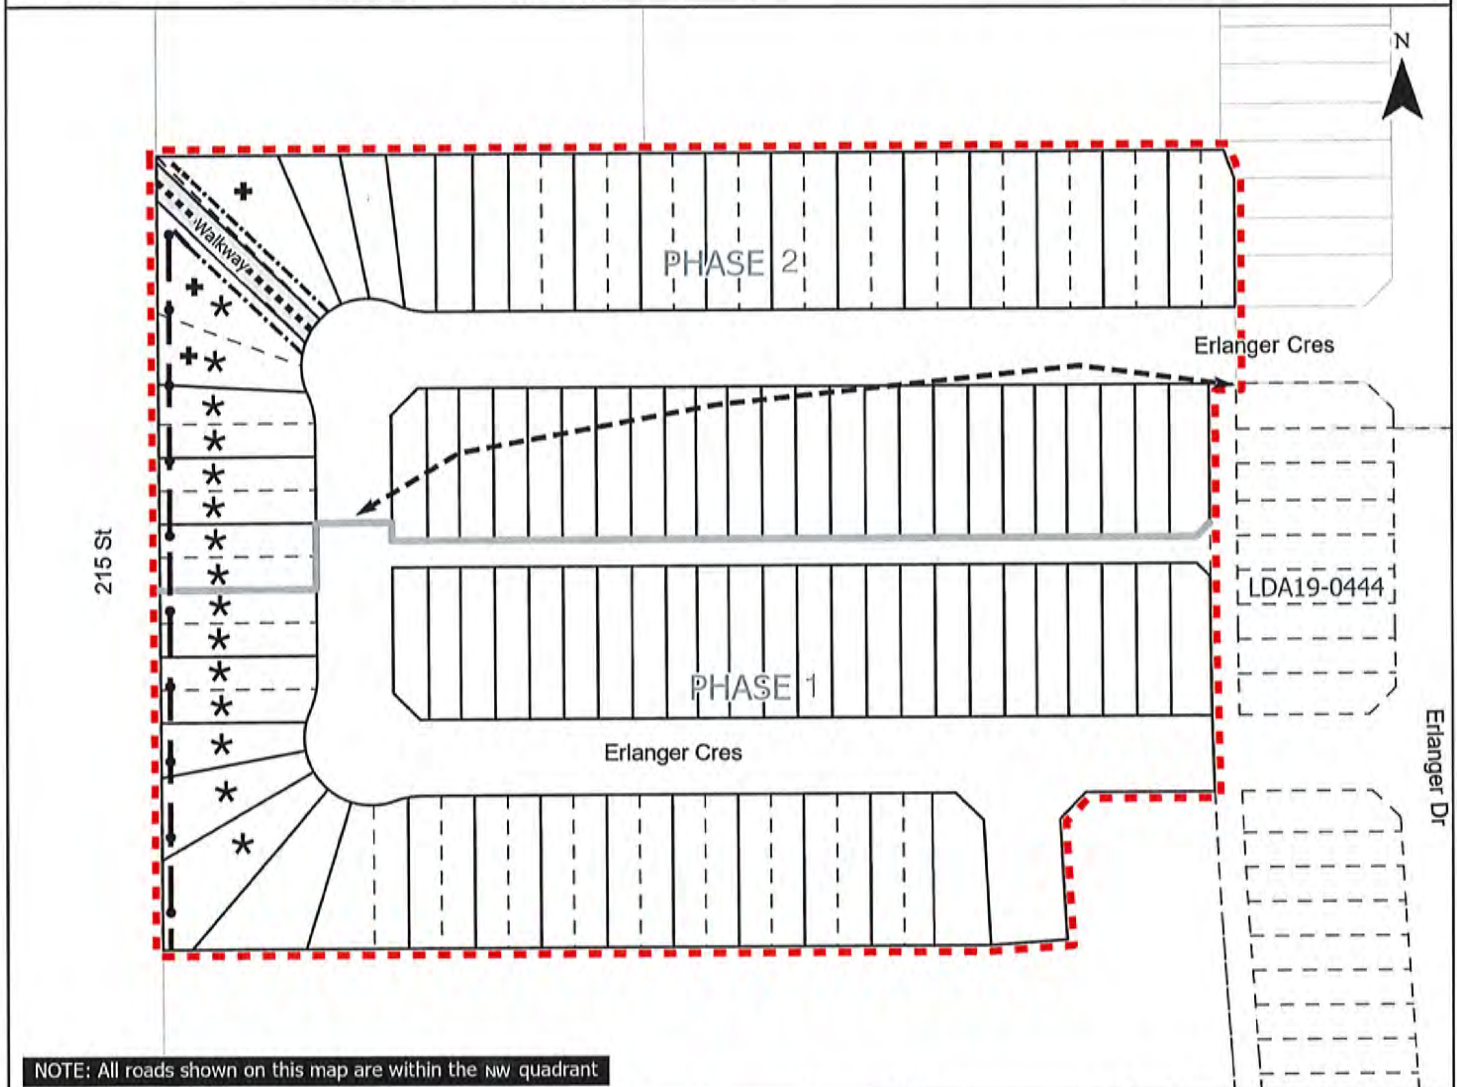 N
Walkway
PHASE 2
Erlanger Cres
215 St
LDA19-0444
PHASE 1
Erlanger Cres
Erlanger Dr
NOTE: All roads shown on this map are within the NW quadrant